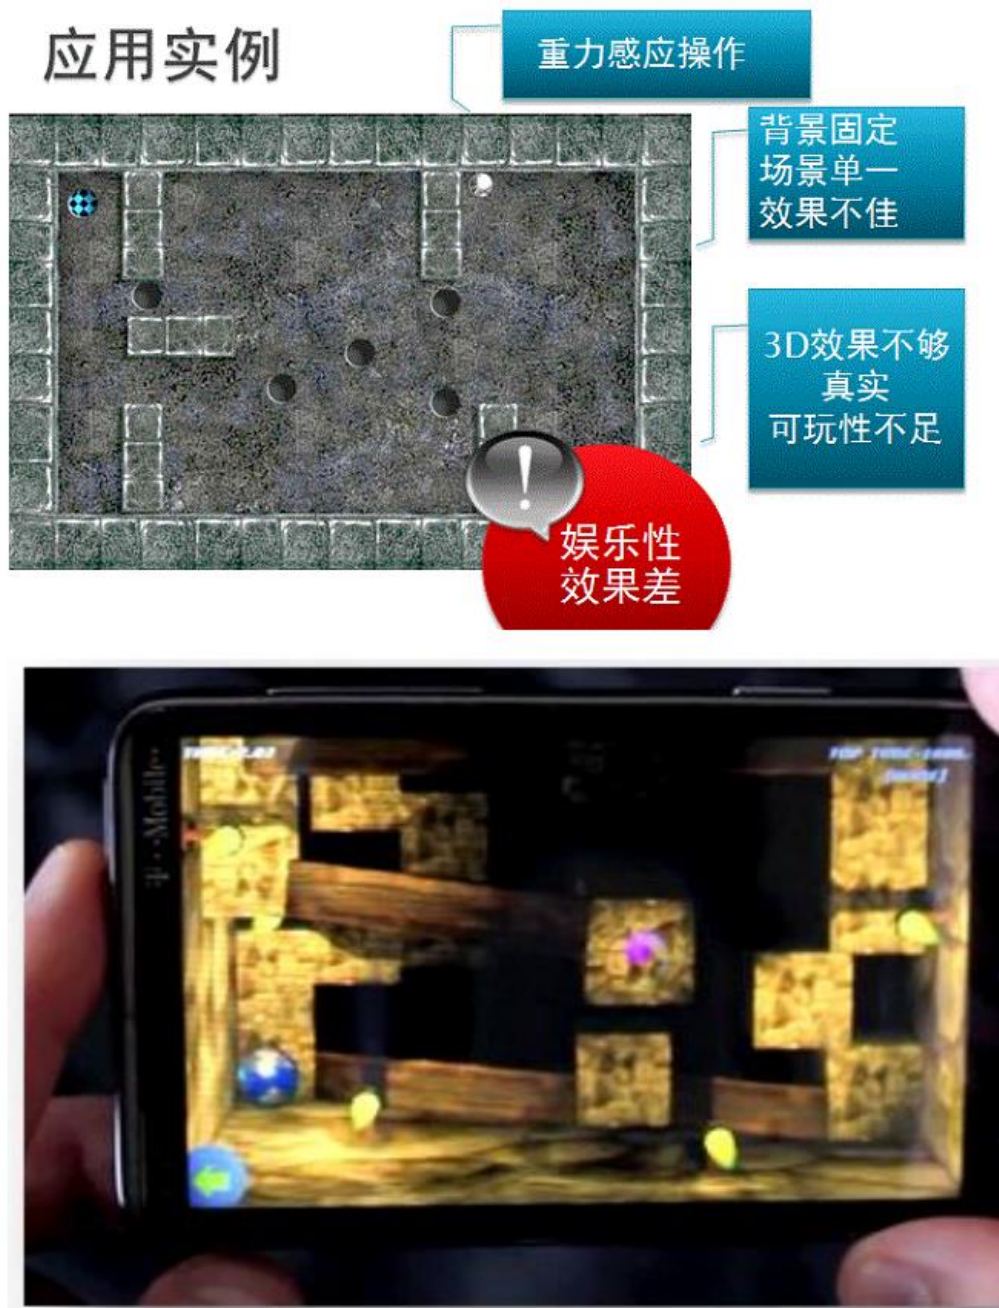 应用实例
重力感应操作
背景固定
场景单一
效果不佳
3D效果不够
真实
可玩性不足
!
娱乐性
效果差
T··Mobile·